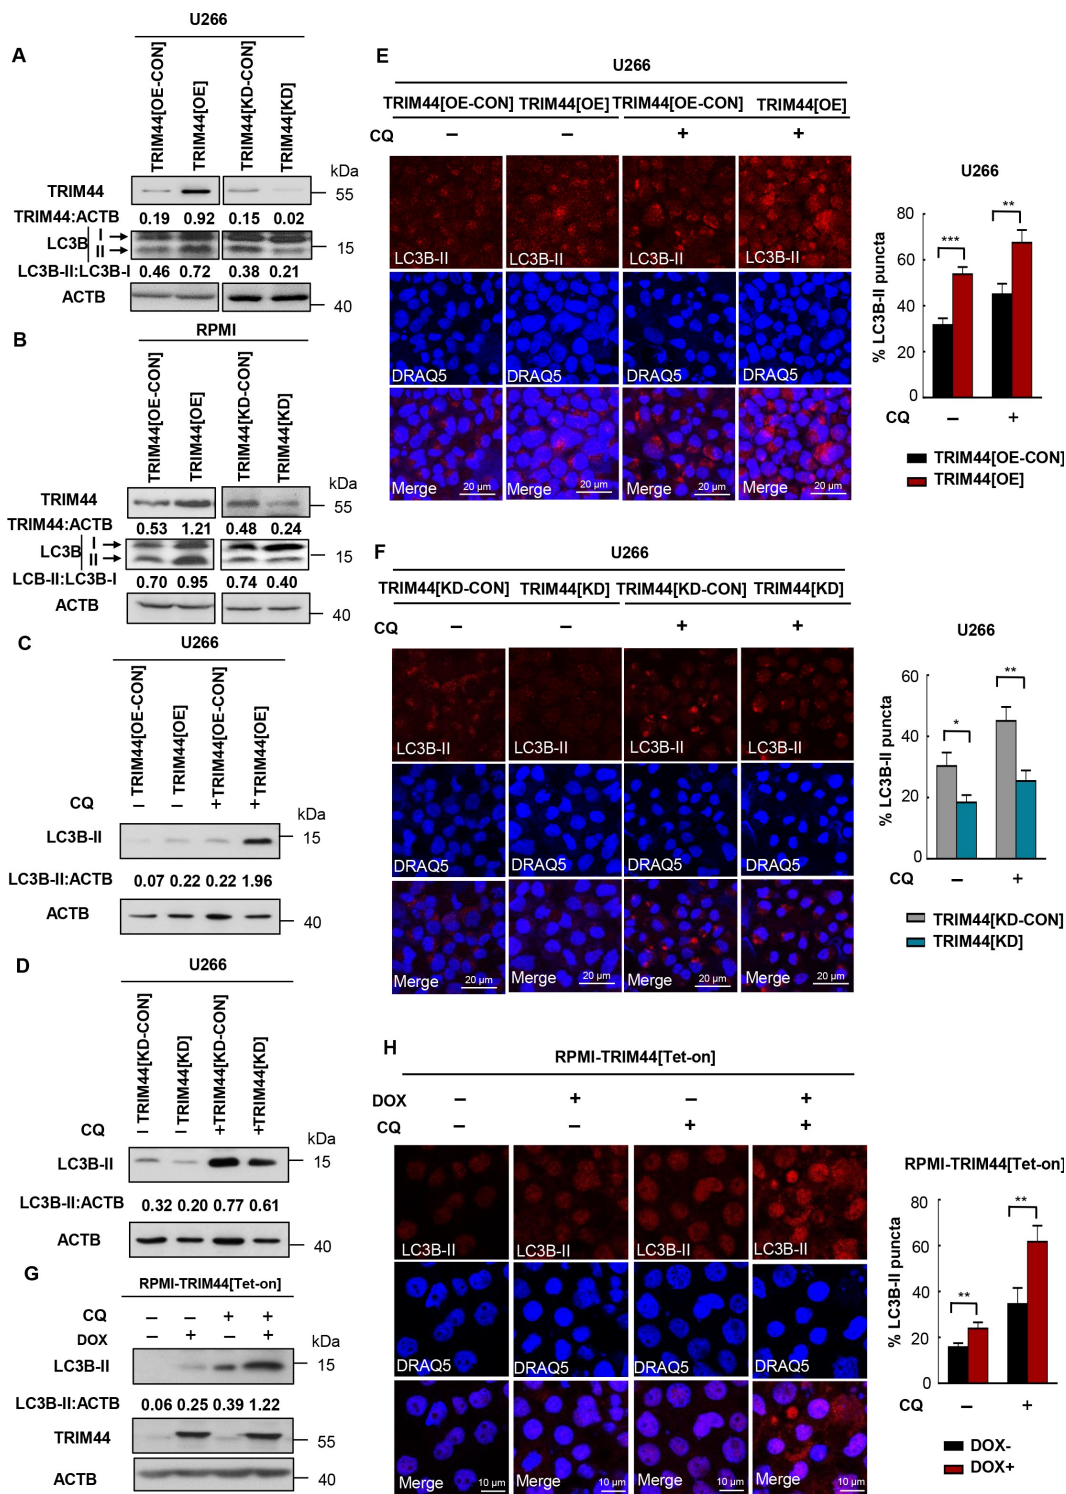 A
U266
TRIM44[OE-CON]
TRIM44[OE]
TRIM44[KD-CON]
TRIM44[KD]
kDa
TRIM44
55
TRIM44:ACTB
0.19 0.92 0.15 0.02
LC3B
I
II
15
LC3B-II:LC3B-I
0.46 0.72 0.38 0.21
ACTB
40
B
RPMI
TRIM44[OE-CON]
TRIM44[OE]
TRIM44[KD-CON]
TRIM44[KD]
kDa
TRIM44
55
TRIM44:ACTB
0.53 1.21 0.48 0.24
LC3B
I
II
15
LCB-II:LC3B-I
0.70 0.95 0.74 0.40
ACTB
40
C
U266
TRIM44[OE-CON]
TRIM44[OE]
TRIM44[OE-CON]
TRIM44[OE]
CQ – – + +
kDa
LC3B-II
15
LC3B-II:ACTB
0.07 0.22 0.22 1.96
ACTB
40
D
U266
TRIM44[KD-CON]
TRIM44[KD]
TRIM44[KD-CON]
TRIM44[KD]
CQ – – + +
kDa
LC3B-II
15
LC3B-II:ACTB
0.32 0.20 0.77 0.61
ACTB
40
G
RPMI-TRIM44[Tet-on]
CQ – – + +
DOX – + – +
kDa
LC3B-II
15
LC3B-II:ACTB
0.06 0.25 0.39 1.22
TRIM44
55
ACTB
40
E
U266
TRIM44[OE-CON] TRIM44[OE] TRIM44[OE-CON] TRIM44[OE]
CQ – – + +
LC3B-II LC3B-II LC3B-II LC3B-II
DRAQ5 DRAQ5 DRAQ5 DRAQ5
Merge 20 µm Merge 20 µm Merge 20 µm Merge 20 µm
U266
% LC3B-II puncta
80
60
40
20
0
***
**
CQ – +
TRIM44[OE-CON]
TRIM44[OE]
F
U266
TRIM44[KD-CON] TRIM44[KD] TRIM44[KD-CON] TRIM44[KD]
CQ – – + +
LC3B-II LC3B-II LC3B-II LC3B-II
DRAQ5 DRAQ5 DRAQ5 DRAQ5
Merge 20 µm Merge 20 µm Merge 20 µm Merge 20 µm
U266
% LC3B-II puncta
60
40
20
0
*
**
CQ – +
TRIM44[KD-CON]
TRIM44[KD]
H
RPMI-TRIM44[Tet-on]
DOX – + – +
CQ – – + +
LC3B-II LC3B-II LC3B-II LC3B-II
DRAQ5 DRAQ5 DRAQ5 DRAQ5
Merge 10 µm Merge 10 µm Merge 10 µm Merge 10 µm
RPMI-TRIM44[Tet-on]
% LC3B-II puncta
80
60
40
20
0
**
**
CQ – +
DOX-
DOX+